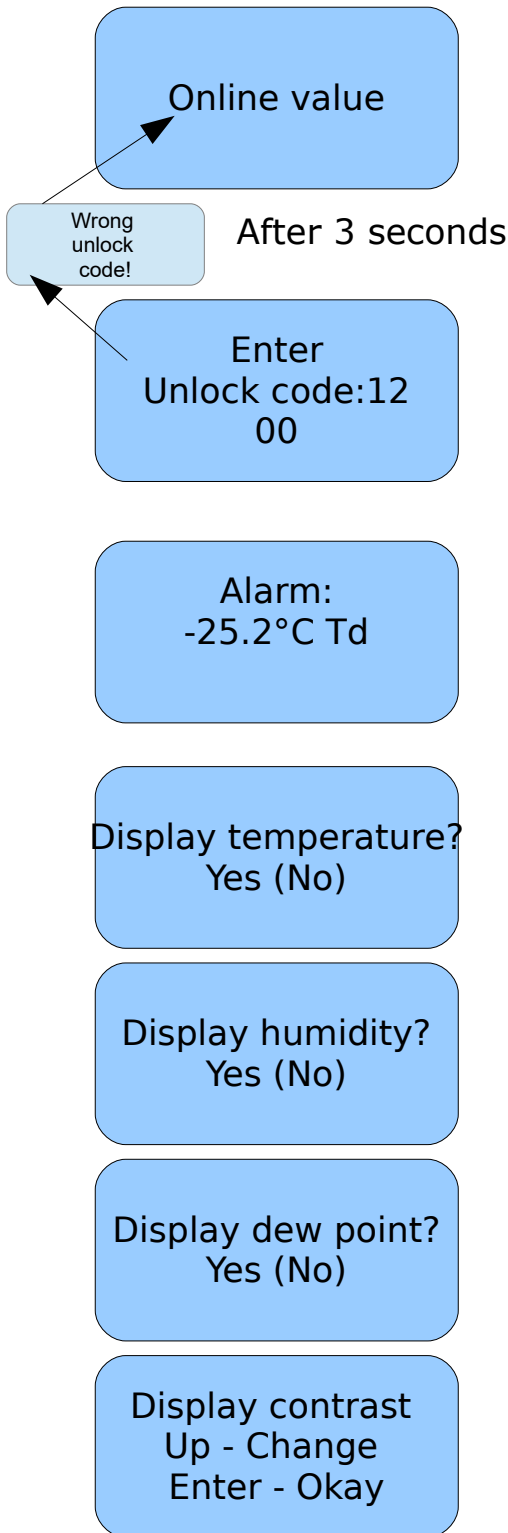 Online value
Wrong
unlock
code!
After 3 seconds
Enter
Unlock code:12
00
Alarm:
-25.2°C Td
Display temperature?
Yes (No)
Display humidity?
Yes (No)
Display dew point?
Yes (No)
Display contrast
Up - Change
Enter - Okay